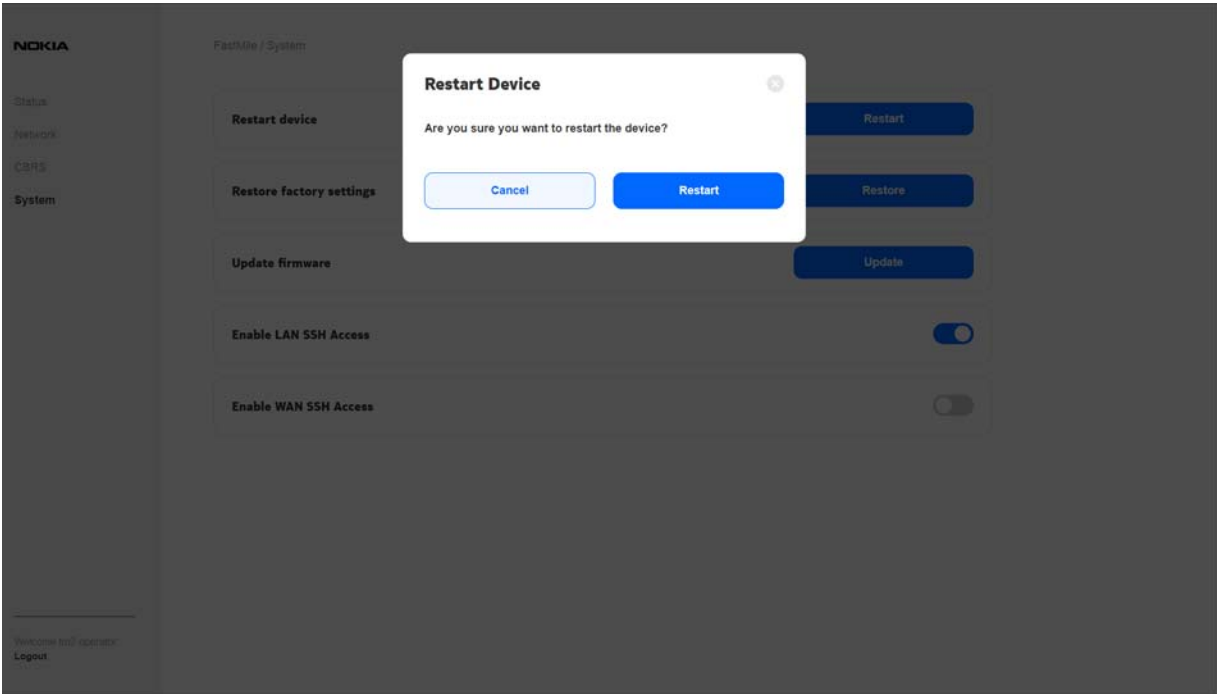 NOKIA
FastMile / System
Status
Network
CBRS
System
Restart Device
Are you sure you want to restart the device?
Cancel
Restart
Restart device
Restart
Restore factory settings
Restore
Update firmware
Update
Enable LAN SSH Access
Enable WAN SSH Access
Welcome
Logout